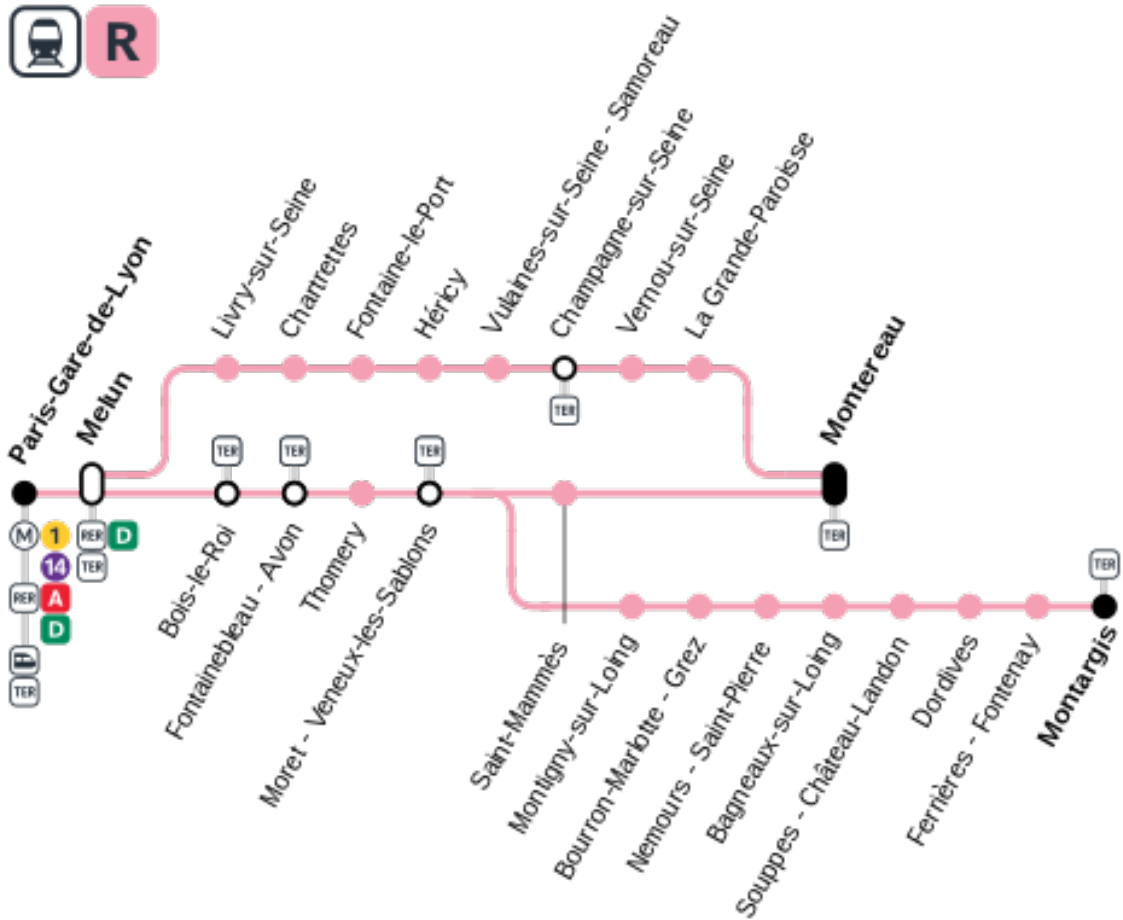 R
Paris-Gare-de-Lyon
Melun
Livry-sur-Seine
Chartrettes
Fontaine-le-Port
Héricy
Vulaines-sur-Seine - Samoreau
Champagne-sur-Seine
Vernou-sur-Seine
La Grande-Paroisse
Montereau
TER
TER
TER
TER
M 1
14
RER A
D
TER
RER D
TER
TER
TER
Bois-le-Roi
Fontainebleau - Avon
Thomery
Moret - Veneux-les-Sablons
Saint-Mammès
Montigny-sur-Loing
Bourron-Marlotte - Grez
Nemours - Saint-Pierre
Bagneaux-sur-Loing
Souppes - Château-Landon
Dordives
Ferrières - Fontenay
Montargis